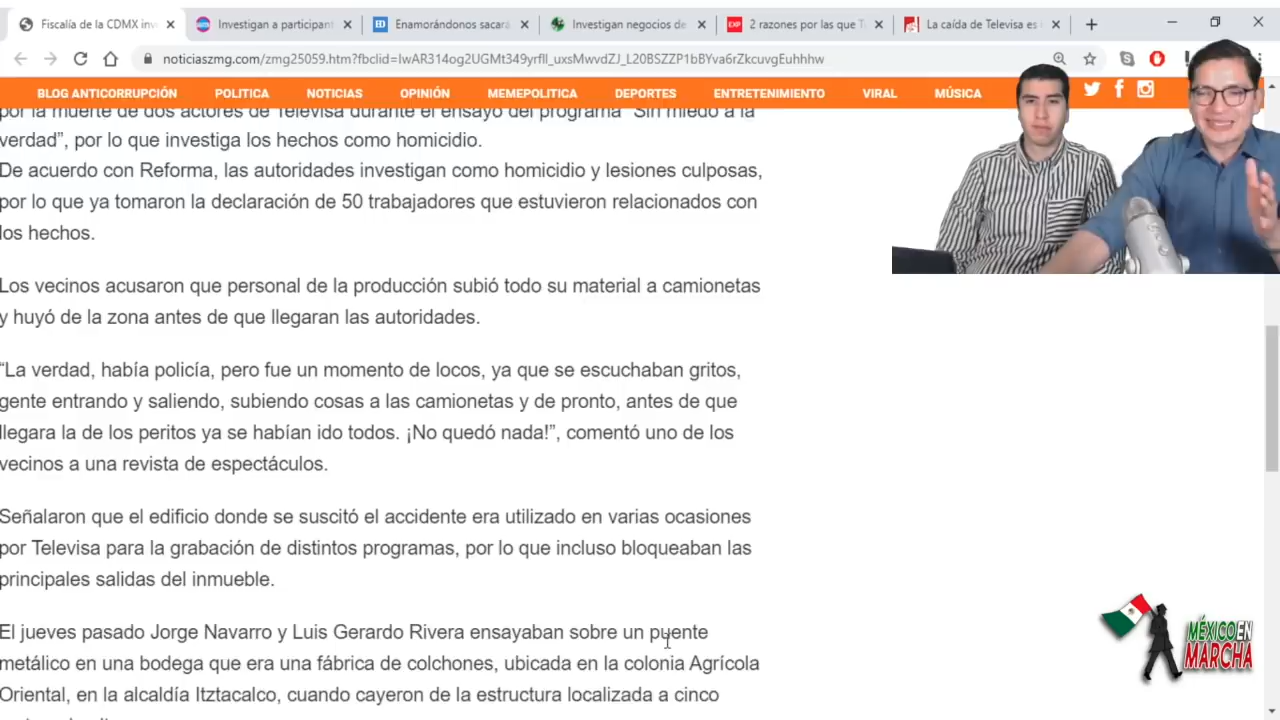 Fiscalía de la CDMX inv
Investigan a participant
Enamorándonos sacará
Investigan negocios de
2 razones por las que T
La caída de Televisa es
noticiaszmg.com/zmg25059.htm?fbclid=IwAR314og2UGMt349yrfll_uxsMwvdZJ_L20BSZZP1bBYva6rZkcuvgEuhhhw
BLOG ANTICORRUPCIÓN POLITICA NOTICIAS OPINIÓN MEMEPOLITICA DEPORTES ENTRETENIMIENTO VIRAL MÚSICA
por la muerte de dos actores de Televisa durante el ensayo del programa “Sin miedo a la
verdad”, por lo que investiga los hechos como homicidio.
De acuerdo con Reforma, las autoridades investigan como homicidio y lesiones culposas,
por lo que ya tomaron la declaración de 50 trabajadores que estuvieron relacionados con
los hechos.
Los vecinos acusaron que personal de la producción subió todo su material a camionetas
y huyó de la zona antes de que llegaran las autoridades.
“La verdad, había policía, pero fue un momento de locos, ya que se escuchaban gritos,
gente entrando y saliendo, subiendo cosas a las camionetas y de pronto, antes de que
llegara la de los peritos ya se habían ido todos. ¡No quedó nada!”, comentó uno de los
vecinos a una revista de espectáculos.
Señalaron que el edificio donde se suscitó el accidente era utilizado en varias ocasiones
por Televisa para la grabación de distintos programas, por lo que incluso bloqueaban las
principales salidas del inmueble.
El jueves pasado Jorge Navarro y Luis Gerardo Rivera ensayaban sobre un puente
metálico en una bodega que era una fábrica de colchones, ubicada en la colonia Agrícola
Oriental, en la alcaldía Itztacalco, cuando cayeron de la estructura localizada a cinco
MÉXICO EN
MARCHA